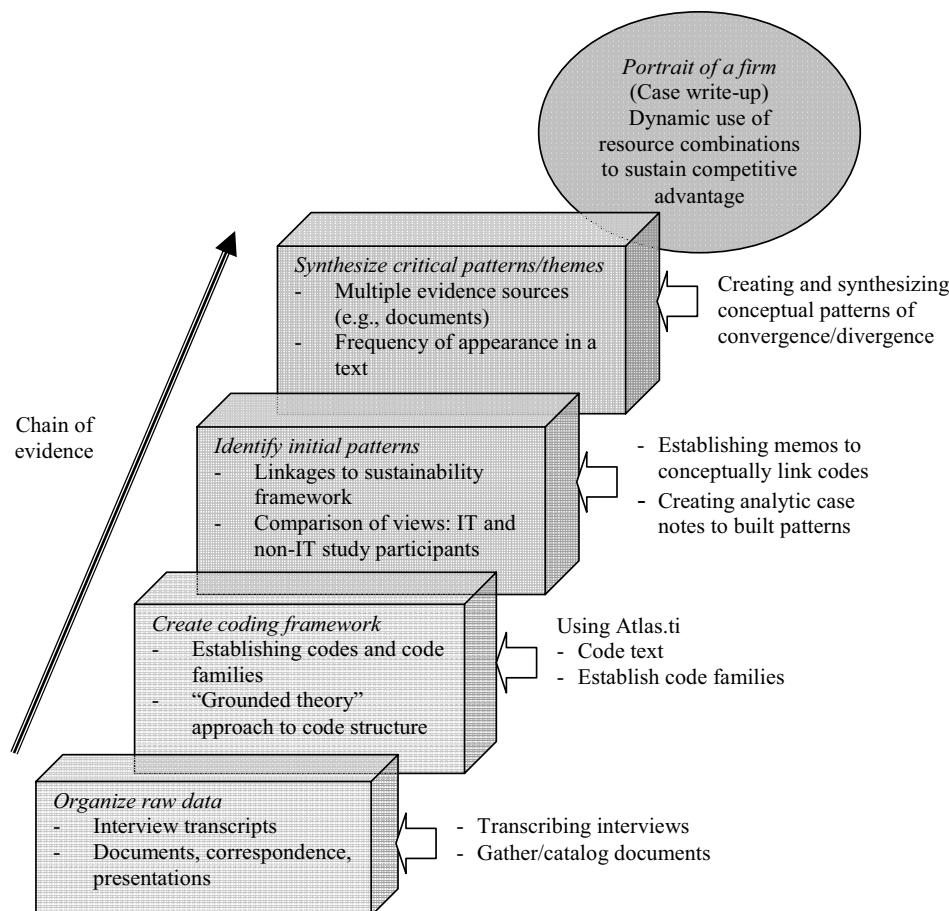 Portrait of a firm
(Case write-up)
Dynamic use of
resource combinations
to sustain competitive
advantage
Synthesize critical patterns/themes
- Multiple evidence sources
(e.g., documents)
- Frequency of appearance in a
text
Creating and synthesizing
conceptual patterns of
convergence/divergence
Chain of
evidence
Identify initial patterns
- Linkages to sustainability
framework
- Comparison of views: IT and
non-IT study participants
- Establishing memos to
conceptually link codes
- Creating analytic case
notes to built patterns
Create coding framework
- Establishing codes and code
families
- “Grounded theory”
approach to code structure
Using Atlas.ti
- Code text
- Establish code families
Organize raw data
- Interview transcripts
- Documents, correspondence,
presentations
- Transcribing interviews
- Gather/catalog documents